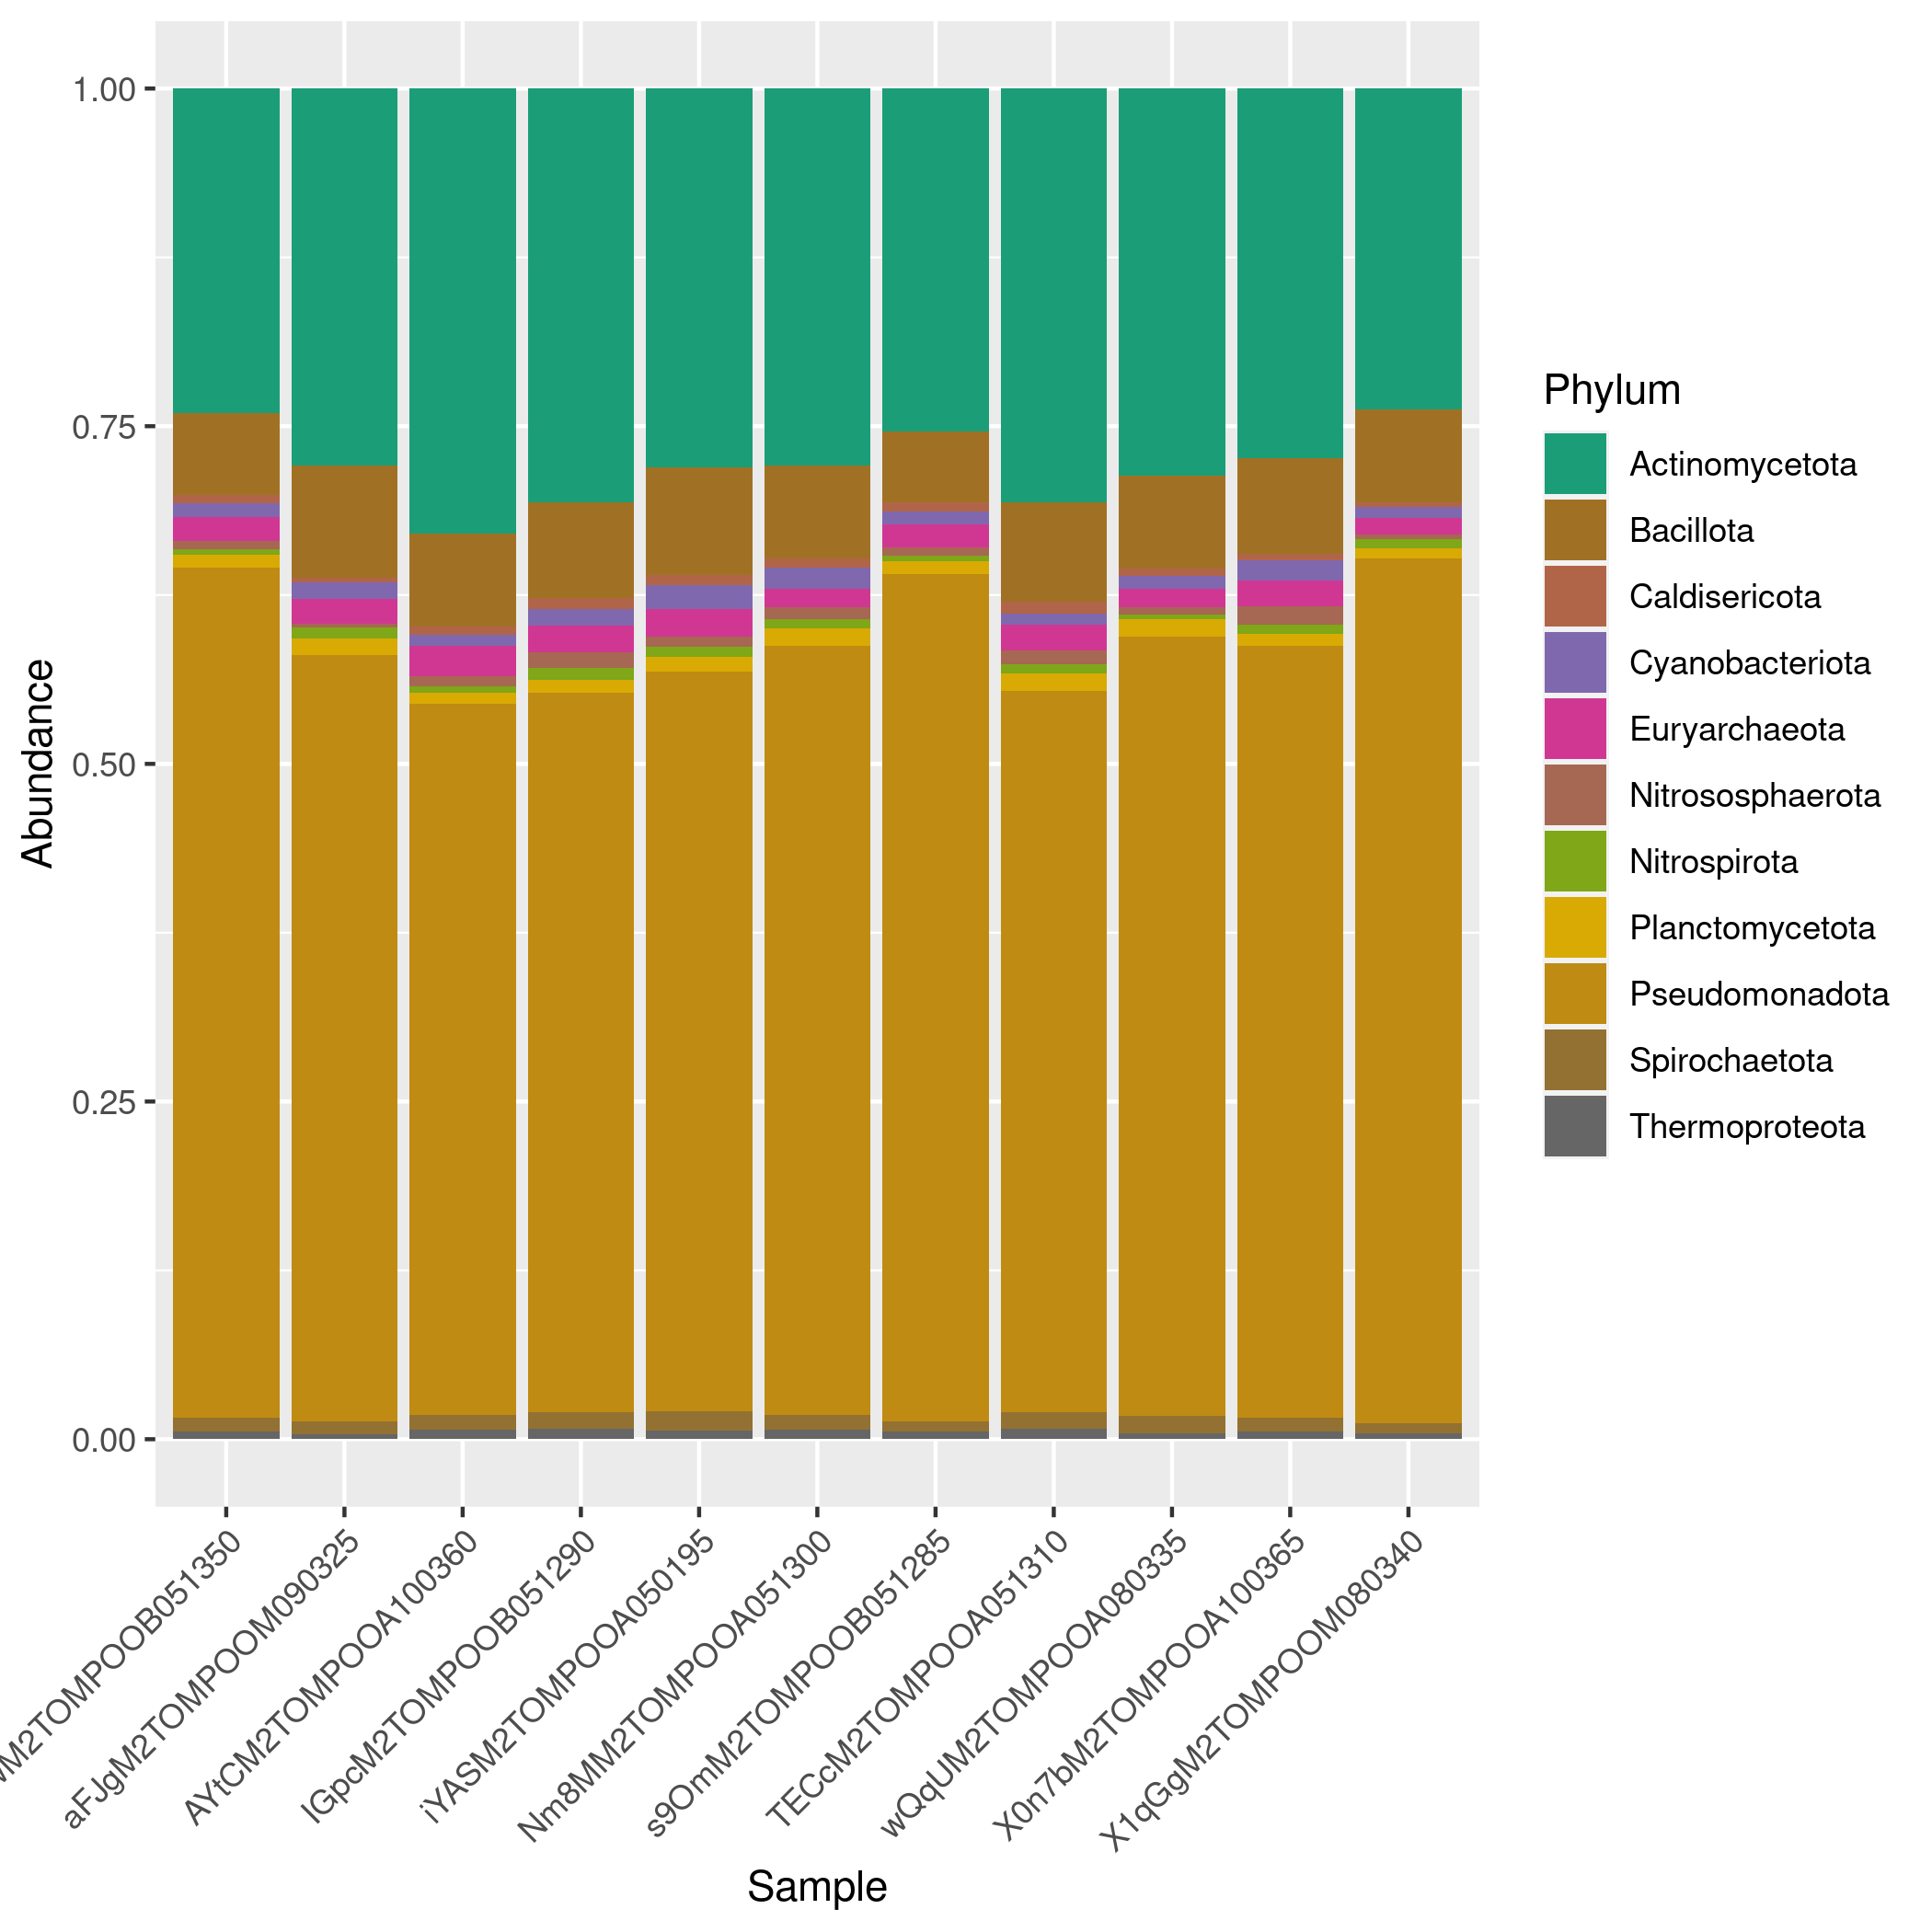 1.00
0.75
0.50
0.25
0.00
Abundance
M2TOMPOOB051350
aFJgM2TOMPOOM090325
AYtCM2TOMPOOA100360
IGpcM2TOMPOOB051290
iYASM2TOMPOOA050195
Nm8MM2TOMPOOA051300
s9OmM2TOMPOOB051285
TECcM2TOMPOOA051310
wQqUM2TOMPOOA080335
X0n7bM2TOMPOOA100365
X1qGgM2TOMPOOM080340
Sample
Phylum
Actinomycetota
Bacillota
Caldisericota
Cyanobacteriota
Euryarchaeota
Nitrososphaerota
Nitrospirota
Planctomycetota
Pseudomonadota
Spirochaetota
Thermoproteota